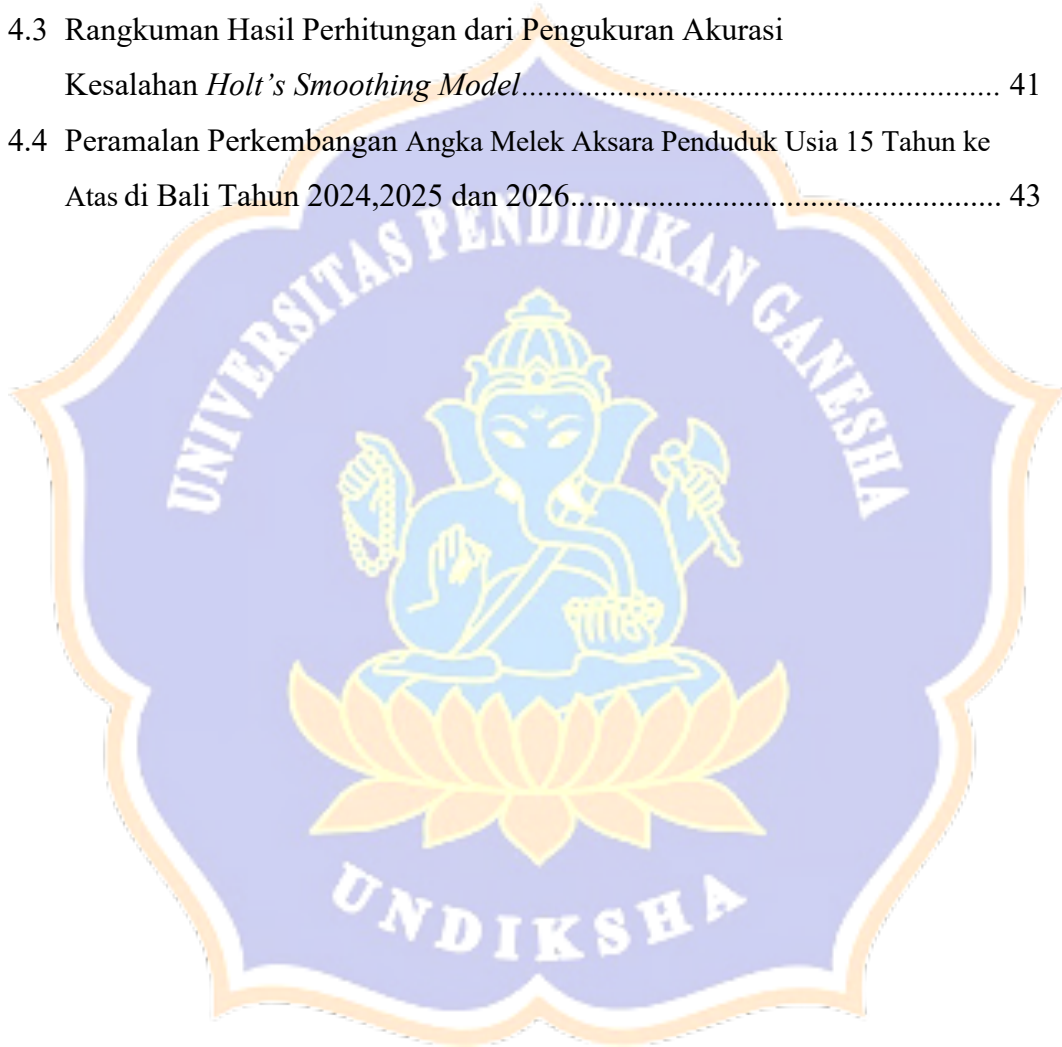 4.3 Rangkuman Hasil Perhitungan dari Pengukuran Akurasi
Kesalahan Holt’s Smoothing Model............................................................ 41
4.4 Peramalan Perkembangan Angka Melek Aksara Penduduk Usia 15 Tahun ke
Atas di Bali Tahun 2024,2025 dan 2026...................................................... 43
UNIVERSITAS PENDIDIKAN GANESHA
UNDIKSHA